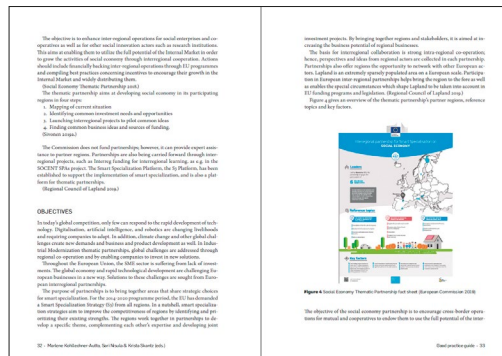 The objective is to enhance inter-regional operations for social enterprises and co-
operatives as well as for other social innovation actors such as research institutions.
This aims at enabling them to utilize the full potential of the Internal Market in order
to grow the activities of social economy through interregional cooperation. Actions
should include financially backing inter-regional operations through EU programmes
and compiling best practices concerning incentives to encourage their growth in the
Internal Market and widely distributing them.
(Social Economy Thematic Partnership 2018.)
The thematic partnership aims at developing social economy in its participating
regions in four steps:
1. Mapping of current situation
2. Identifying common investment needs and opportunities
3. Launching interregional projects to pilot common ideas
4. Finding common business ideas and sources of funding.
The Commission does not fund partnerships; however, it can provide expert assis-
tance to partner regions. Partnerships are also being carried forward through inter-
regional projects, such as Interreg funding for interregional learning, as e.g. in the
SOCENT SPAs project. The Smart Specialization Platform, the S3 Platform, has been
established to support the implementation of smart specialization, and is also a plat-
form for thematic partnerships.
(Regional Council of Lapland 2019.)
OBJECTIVES
In today's global competition, only few can respond to the rapid development of tech-
nology. Digitalization, artificial intelligence, and robotics are changing livelihoods
and requiring companies to adapt. In addition, climate change and other global chal-
lenges create new demands and business and product development as well. In Indus-
trial Modernization thematic partnerships, global challenges are addressed through
regional co-operation and by enabling companies to invest in new solutions.
Throughout the European Union, the SME sector is suffering from lack of invest-
ments. The global economy and rapid technological development are challenging Eu-
ropean businesses in a new way. Solutions to these challenges are sought from Euro-
pean interregional partnerships.
The purpose of partnerships is to bring together areas that share strategic choices
for smart specialization. For the 2014-2020 programme period, the EU has demanded
a Smart Specialization Strategy (S3) from all regions. In a nutshell, smart specializa-
tion strategies aim to improve the competitiveness of regions by identifying and pri-
oritizing their existing strengths. The regions work together in partnerships to de-
velop a specific theme, complementing each other's expertise and developing joint
32 - Marlene Kohllechner-Autto, Sari Nisula & Krista Skantz (eds.)
investment projects. By bringing together regions and stakeholders, it is aimed at in-
creasing the business potential of regional businesses.
The basis for interregional collaboration is strong intra-regional co-operation;
hence, perspectives and ideas from regional actors are collected to each partnership.
Partnerships also offer regions the opportunity to network with other European ac-
tors. Lapland is an extremely sparsely populated area on a European scale. Participa-
tion in European inter-regional partnerships helps bring the region to the fore as well
as enables the special circumstances which shape Lapland to be taken into account in
EU funding programs and legislation. (Regional Council of Lapland 2019.)
Figure 4 gives an overview of the thematic partnership's partner regions, reference
topics and key factors.
SOCIAL ECONOMY
Leaders
Reference topics
Key factors
Figure 4 Social Economy Thematic Partnership fact sheet (European Commission 2018)
The objective of the social economy partnership is to encourage cross-border opera-
tions for mutual and cooperatives to endow them to use the full potential of the inter-
Good practice guide - 33